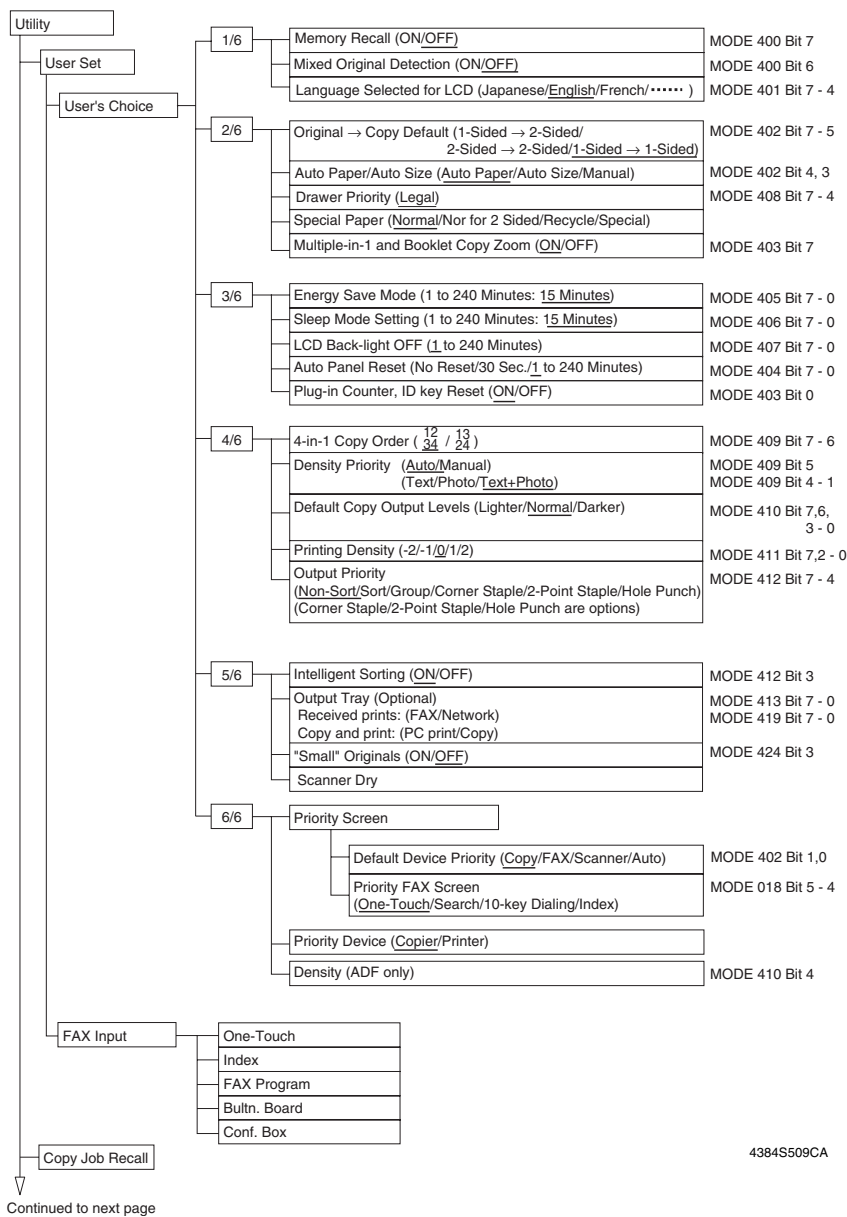 Utility
User Set
User's Choice
1/6
Memory Recall (ON/OFF) MODE 400 Bit 7
Mixed Original Detection (ON/OFF) MODE 400 Bit 6
Language Selected for LCD (Japanese/English/French/······ ) MODE 401 Bit 7 - 4
2/6
Original → Copy Default (1-Sided → 2-Sided/ MODE 402 Bit 7 - 5
2-Sided → 2-Sided/1-Sided → 1-Sided)
Auto Paper/Auto Size (Auto Paper/Auto Size/Manual) MODE 402 Bit 4, 3
Drawer Priority (Legal) MODE 408 Bit 7 - 4
Special Paper (Normal/Nor for 2 Sided/Recycle/Special)
Multiple-in-1 and Booklet Copy Zoom (ON/OFF) MODE 403 Bit 7
3/6
Energy Save Mode (1 to 240 Minutes: 15 Minutes) MODE 405 Bit 7 - 0
Sleep Mode Setting (1 to 240 Minutes: 15 Minutes) MODE 406 Bit 7 - 0
LCD Back-light OFF (1 to 240 Minutes) MODE 407 Bit 7 - 0
Auto Panel Reset (No Reset/30 Sec./1 to 240 Minutes) MODE 404 Bit 7 - 0
Plug-in Counter, ID key Reset (ON/OFF) MODE 403 Bit 0
4/6
4-in-1 Copy Order ( 12 34 / 13 24 ) MODE 409 Bit 7 - 6
Density Priority (Auto/Manual) MODE 409 Bit 5
(Text/Photo/Text+Photo) MODE 409 Bit 4 - 1
Default Copy Output Levels (Lighter/Normal/Darker) MODE 410 Bit 7,6,
3 - 0
Printing Density (-2/-1/0/1/2) MODE 411 Bit 7,2 - 0
Output Priority MODE 412 Bit 7 - 4
(Non-Sort/Sort/Group/Corner Staple/2-Point Staple/Hole Punch)
(Corner Staple/2-Point Staple/Hole Punch are options)
5/6
Intelligent Sorting (ON/OFF) MODE 412 Bit 3
Output Tray (Optional) MODE 413 Bit 7 - 0
Received prints: (FAX/Network) MODE 419 Bit 7 - 0
Copy and print: (PC print/Copy)
"Small" Originals (ON/OFF) MODE 424 Bit 3
Scanner Dry
6/6
Priority Screen
Default Device Priority (Copy/FAX/Scanner/Auto) MODE 402 Bit 1,0
Priority FAX Screen MODE 018 Bit 5 - 4
(One-Touch/Search/10-key Dialing/Index)
Priority Device (Copier/Printer)
Density (ADF only) MODE 410 Bit 4
FAX Input
One-Touch
Index
FAX Program
Bultn. Board
Conf. Box
Copy Job Recall
4384S509CA
Continued to next page